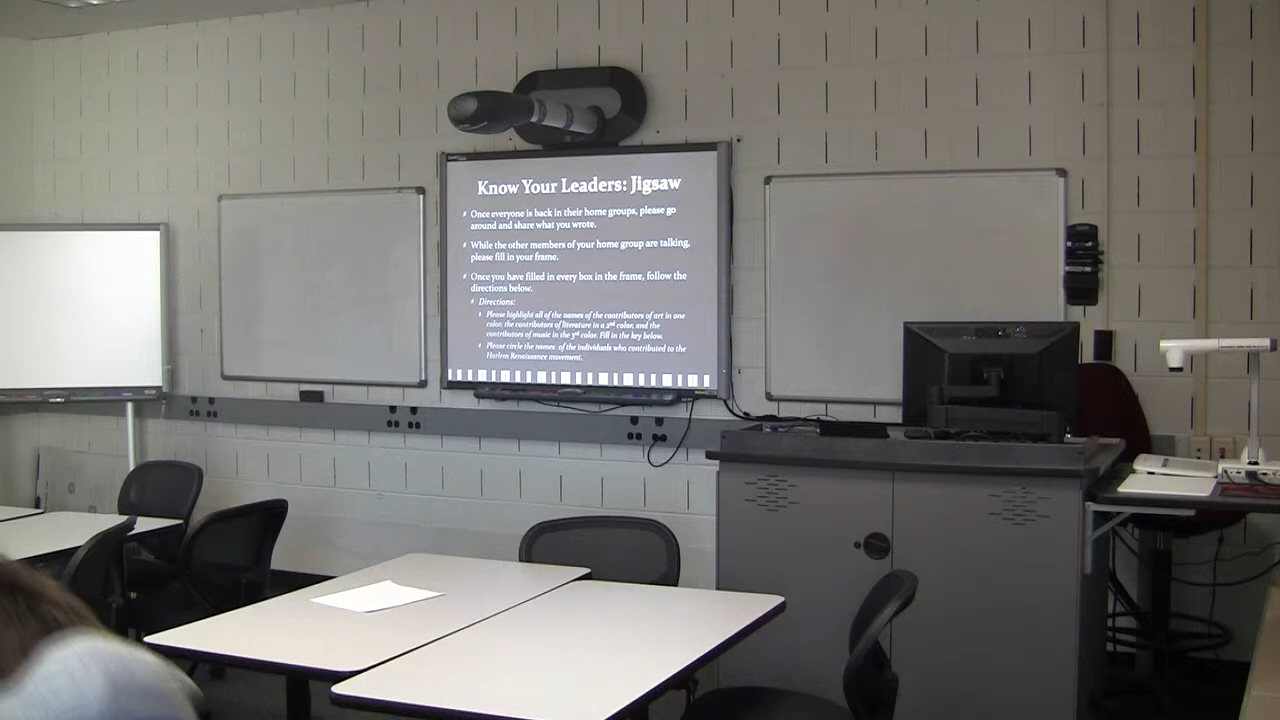 Know Your Leaders: Jigsaw
Once everyone is back in their home groups, please go
around and share what you wrote.
While the other members of your home group are talking,
please fill in your frame.
Once you have filled in every box in the frame, follow the
directions below.
Directions:
Please highlight all of the names of the contributors of art in one
color, the contributors of literature in a 2nd color, and the
contributors of music in the 3rd color. Fill in the key below.
Please circle the names of the individuals who contributed to the
Harlem Renaissance movement.